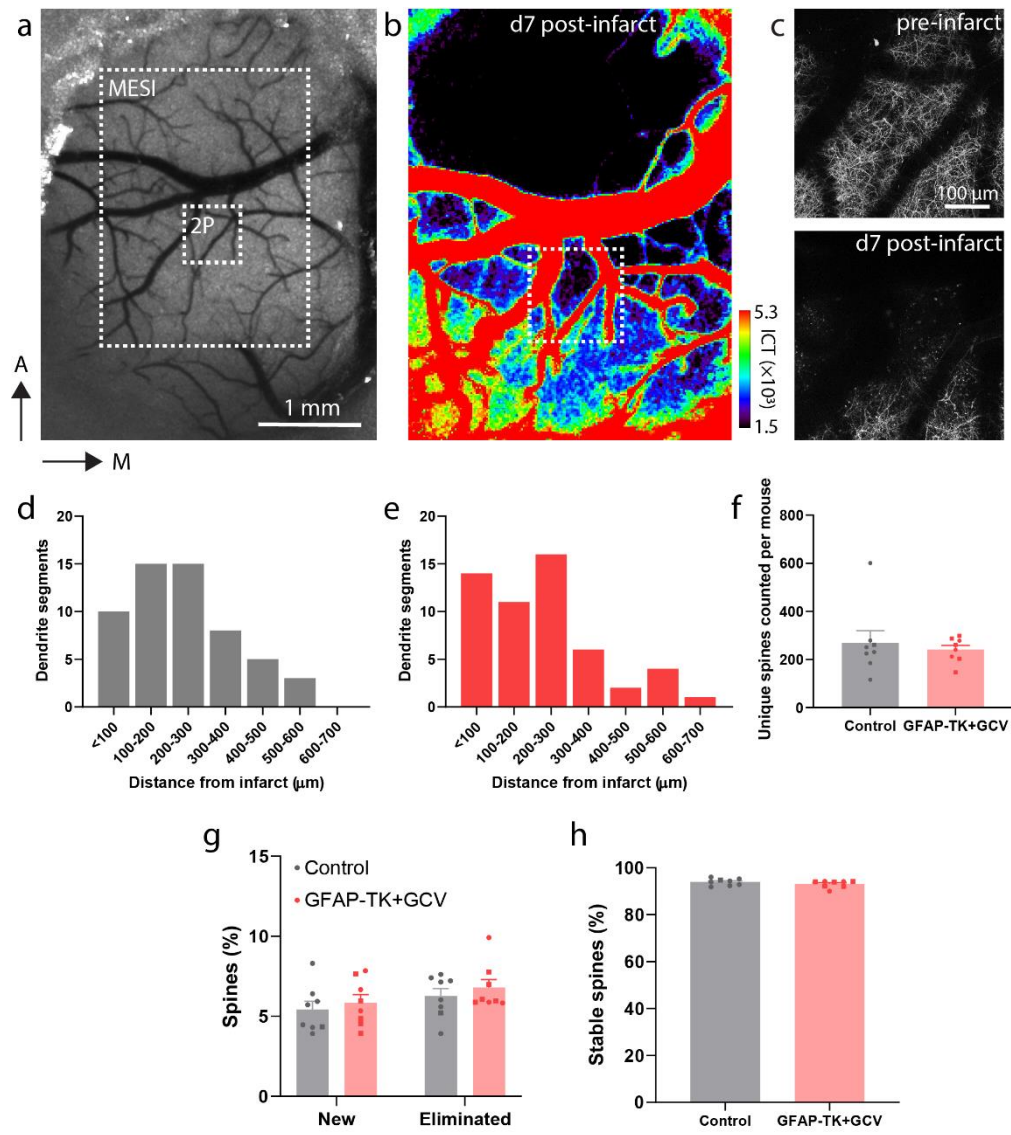 a
MESI
2P
A
M
1 mm
b
d7 post-infarct
5.3
ICT (×10³)
1.5
c
pre-infarct
100 μm
d7 post-infarct
d
Dendrite segments
20
15
10
5
0
<100
100-200
200-300
300-400
400-500
500-600
600-700
Distance from infarct (μm)
e
Dendrite segments
20
15
10
5
0
<100
100-200
200-300
300-400
400-500
500-600
600-700
Distance from infarct (μm)
f
Unique spines counted per mouse
800
600
400
200
0
Control
GFAP-TK+GCV
g
Spines (%)
15
10
5
0
Control
GFAP-TK+GCV
New
Eliminated
h
Stable spines (%)
100
80
60
40
20
0
Control
GFAP-TK+GCV